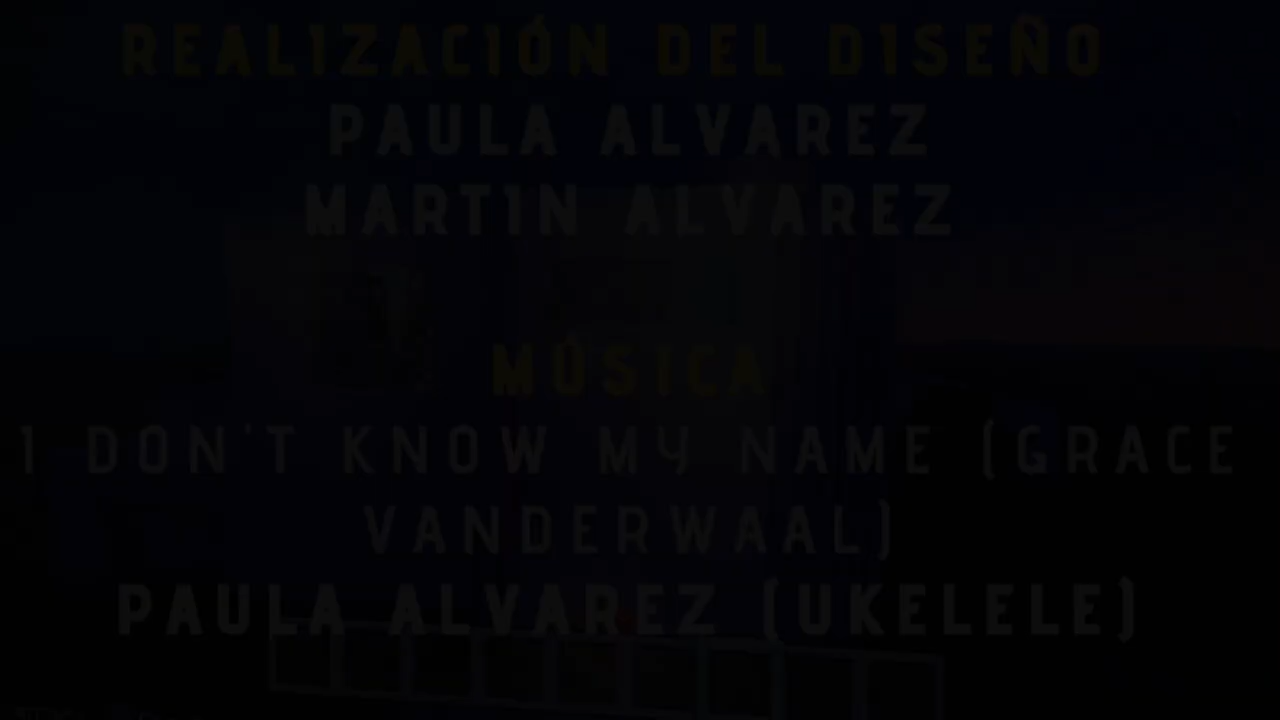 REALIZACIÓN DEL DISEÑO
PAULA ALVAREZ
MARTIN ALVAREZ
MÚSICA
I DON'T KNOW MY NAME (GRACE
VANDERWAAL)
PAULA ALVAREZ (UKELELE)